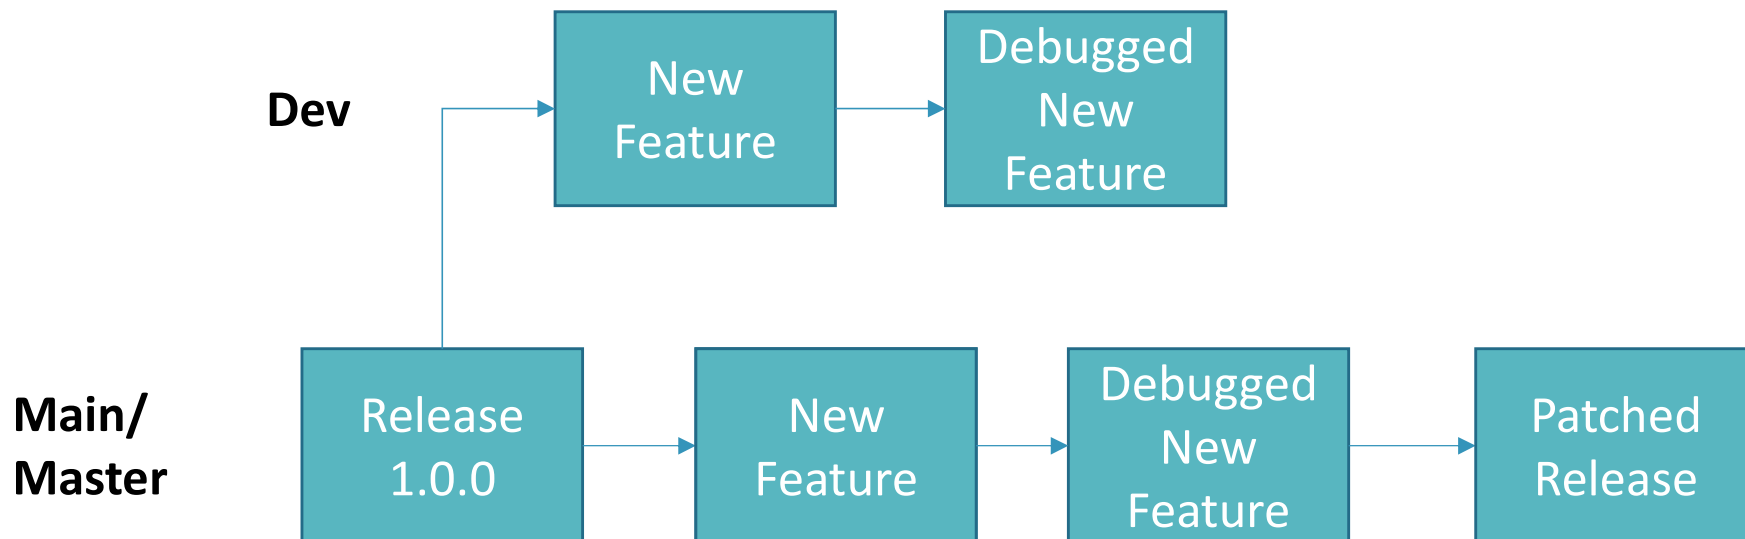 Dev
New
Feature
Debugged
New
Feature
Main/
Master
Release
1.0.0
New
Feature
Debugged
New
Feature
Patched
Release